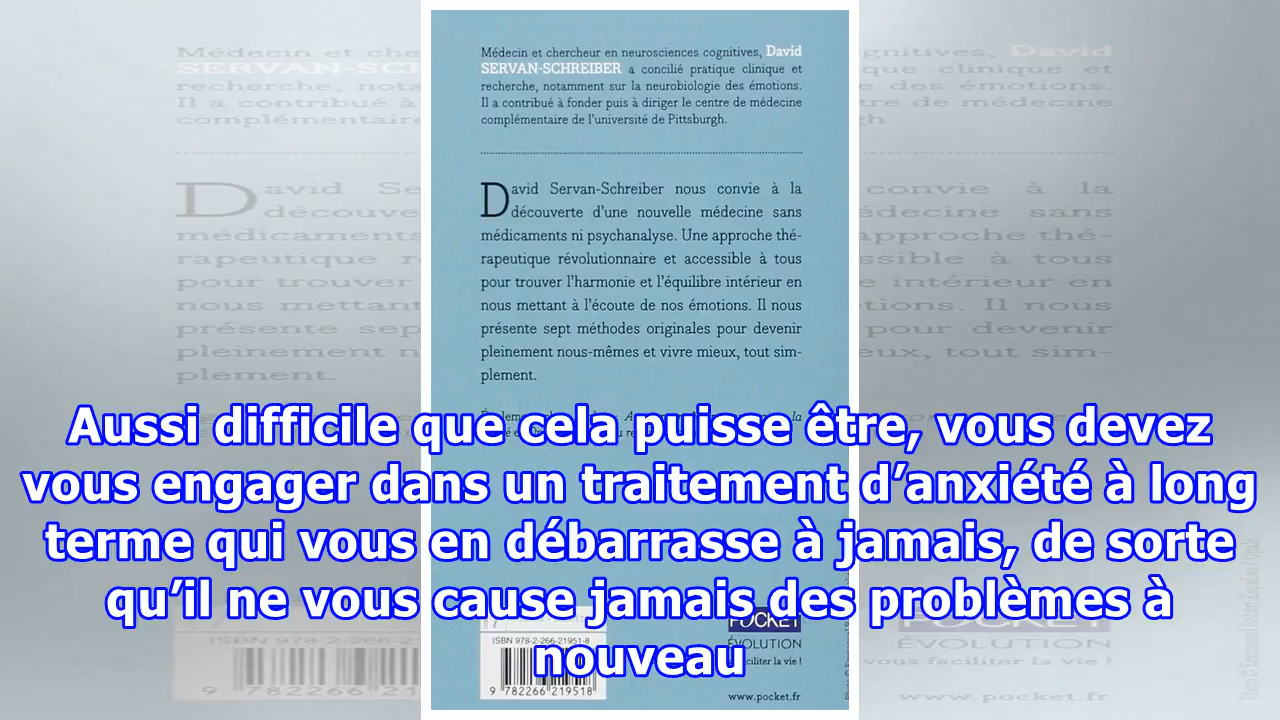 Médecin et chercheur en neurosciences cognitives, David
SERVAN-SCHREIBER a concilié pratique clinique et
recherche, notamment sur la neurobiologie des émotions.
Il a contribué à fonder puis à diriger le centre de médecine
complémentaire de l'université de Pittsburgh.
David Servan-Schreiber nous convie à la
découverte d'une nouvelle médecine sans
médicaments ni psychanalyse. Une approche thé-
rapeutique révolutionnaire et accessible à tous
pour trouver l'harmonie et l'équilibre intérieur en
nous mettant à l'écoute de nos émotions. Il nous
présente sept méthodes originales pour devenir
pleinement nous-mêmes et vivre mieux, tout sim-
plement.
Aussi difficile que cela puisse être, vous devez
vous engager dans un traitement d’anxiété à long
terme qui vous en débarrasse à jamais, de sorte
qu’il ne vous cause jamais des problèmes à
nouveau
POCKET
ÉVOLUTION
faciliter la vie !
www.pocket.fr
ISBN 978-2-266-21951-8
9 782266 219518